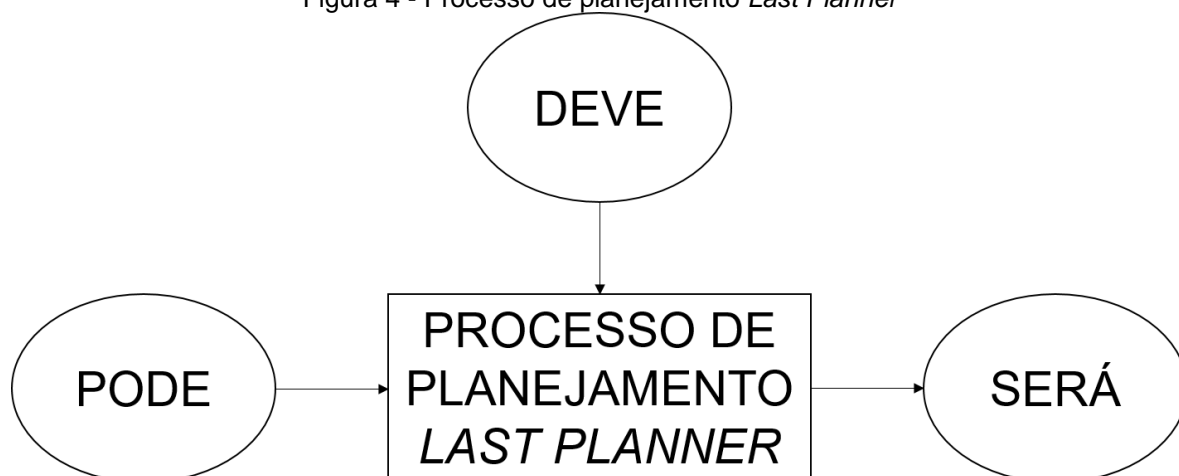 Figura 4 - Processo de planejamento Last Planner
DEVE
PODE
PROCESSO DE
PLANEJAMENTO
LAST PLANNER
SERÁ